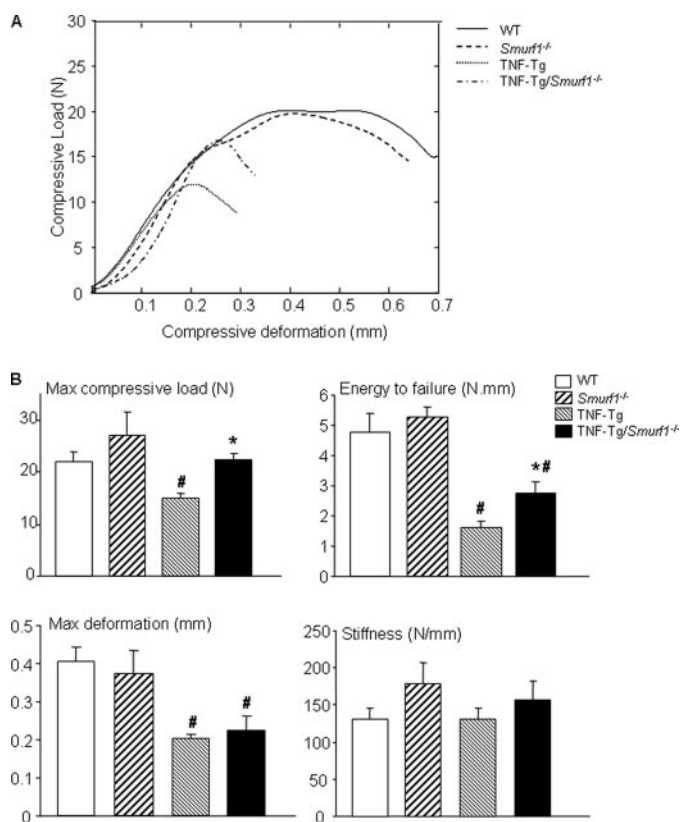 A
WT
Smurf1-/-
TNF-Tg
TNF-Tg/Smurf1-/-
30
25
20
15
10
5
0
0.1 0.2 0.3 0.4 0.5 0.6 0.7
Compressive Load (N)
Compressive deformation (mm)
B
Max compressive load (N)
30
20
10
0
#
*
Energy to failure (N.mm)
6
5
4
3
2
1
0
#
*#
WT
Smurf1-/-
TNF-Tg
TNF-Tg/Smurf1-/-
Max deformation (mm)
0.5
0.4
0.3
0.2
0.1
0
#
#
Stiffness (N/mm)
250
200
150
100
50
0